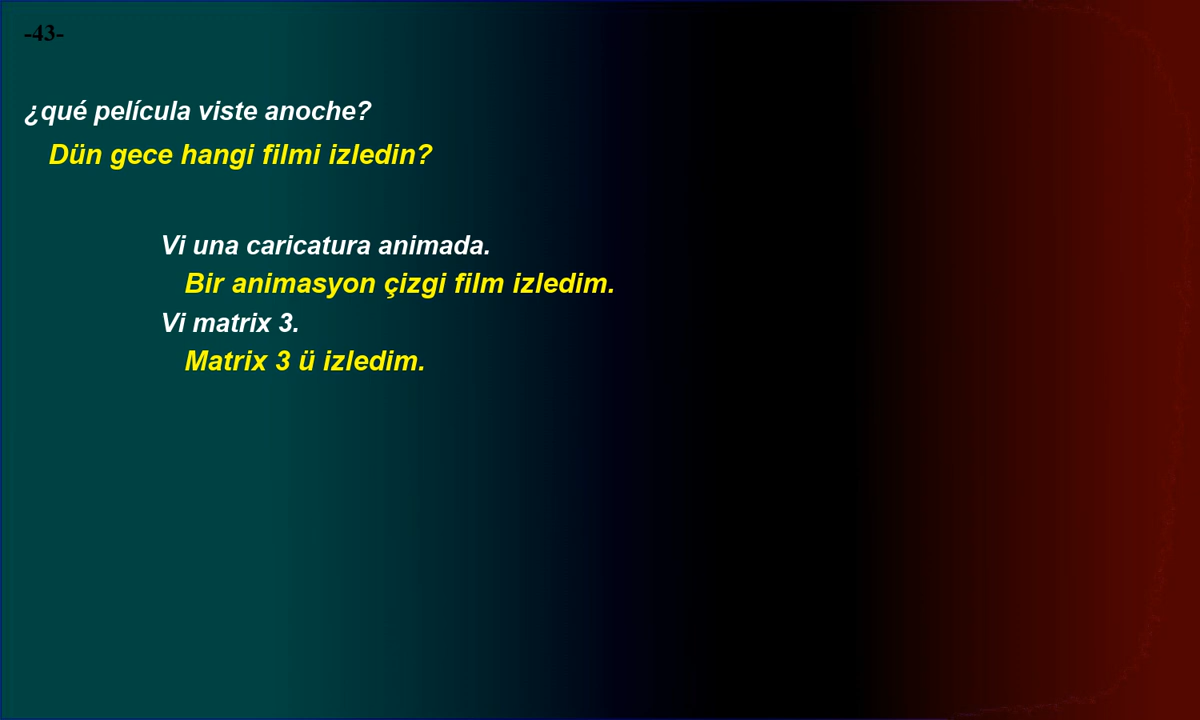 -43-
¿qué película viste anoche?
Dün gece hangi filmi izledin?
Vi una caricatura animada.
Bir animasyon çizgi film izledim.
Vi matrix 3.
Matrix 3 ü izledim.